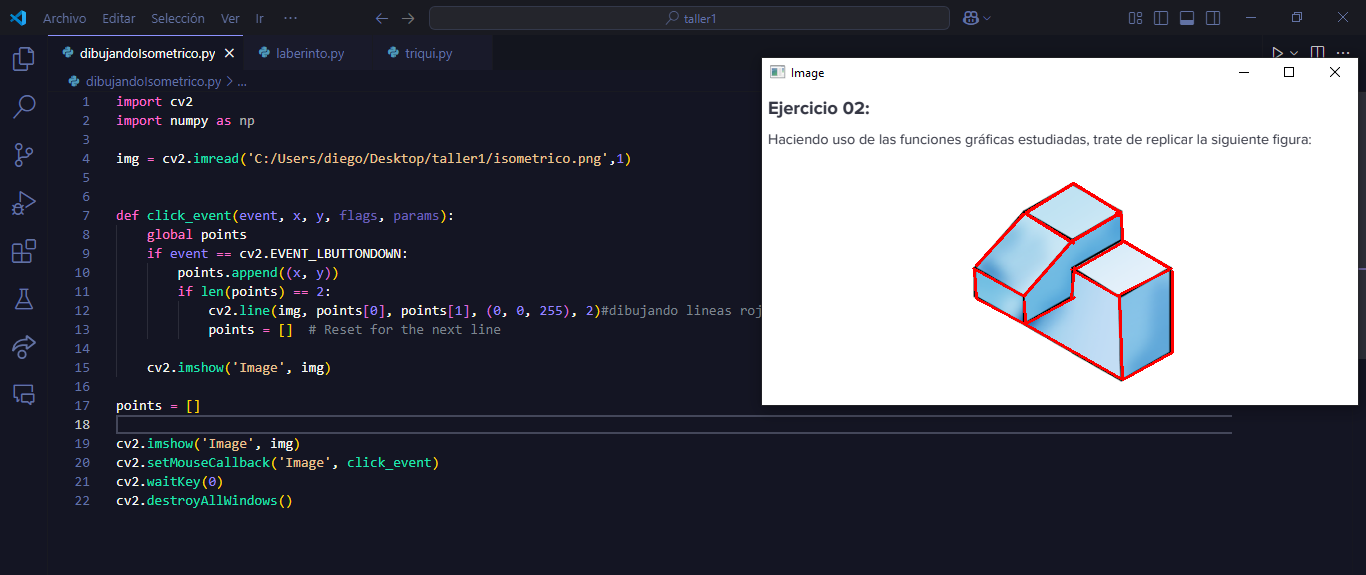 Archivo Editar Selección Ver Ir ··· taller1
dibujandoIsometrico.py laberinto.py triqui.py
dibujandoIsometrico.py > ...
1 import cv2
2 import numpy as np
3
4 img = cv2.imread('C:/Users/diego/Desktop/taller1/isometrico.png',1)
5
6
7 def click_event(event, x, y, flags, params):
8 global points
9 if event == cv2.EVENT_LBUTTONDOWN:
10 points.append((x, y))
11 if len(points) == 2:
12 cv2.line(img, points[0], points[1], (0, 0, 255), 2)#dibujando lineas roj
13 points = [] # Reset for the next line
14
15 cv2.imshow('Image', img)
16
17 points = []
18
19 cv2.imshow('Image', img)
20 cv2.setMouseCallback('Image', click_event)
21 cv2.waitKey(0)
22 cv2.destroyAllWindows()
Image
Ejercicio 02:
Haciendo uso de las funciones gráficas estudiadas, trate de replicar la siguiente figura: